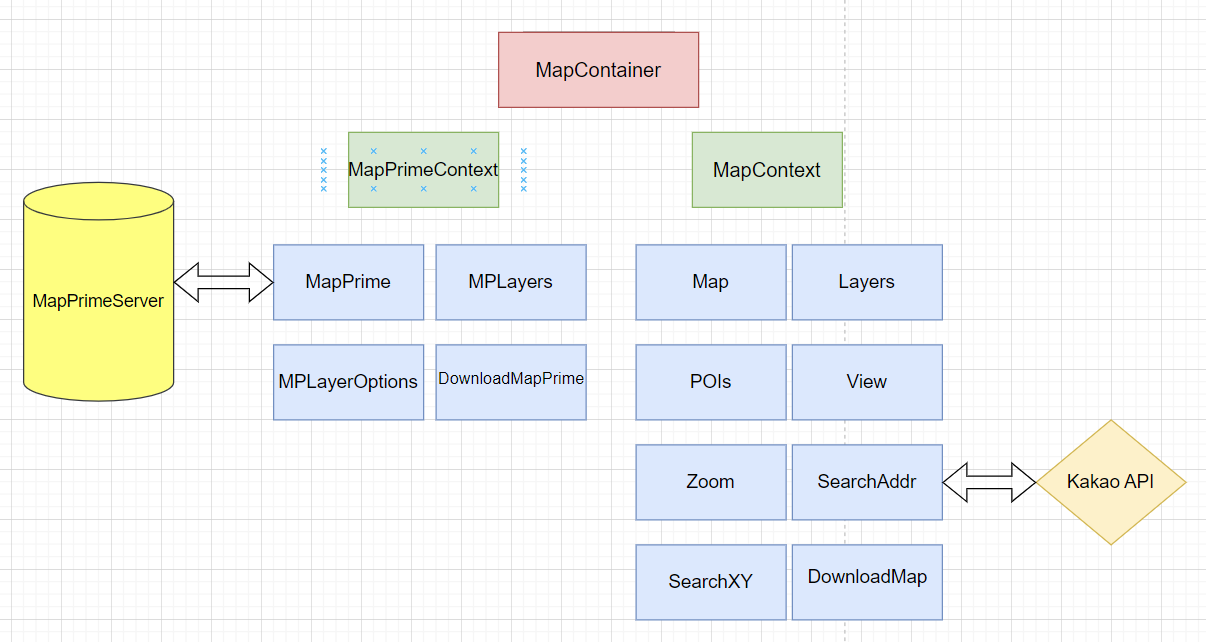 MapContainer
MapPrimeContext
MapContext
MapPrimeServer
MapPrime
MPLayers
Map
Layers
MPLayerOptions
DownloadMapPrime
POIs
View
Zoom
SearchAddr
Kakao API
SearchXY
DownloadMap